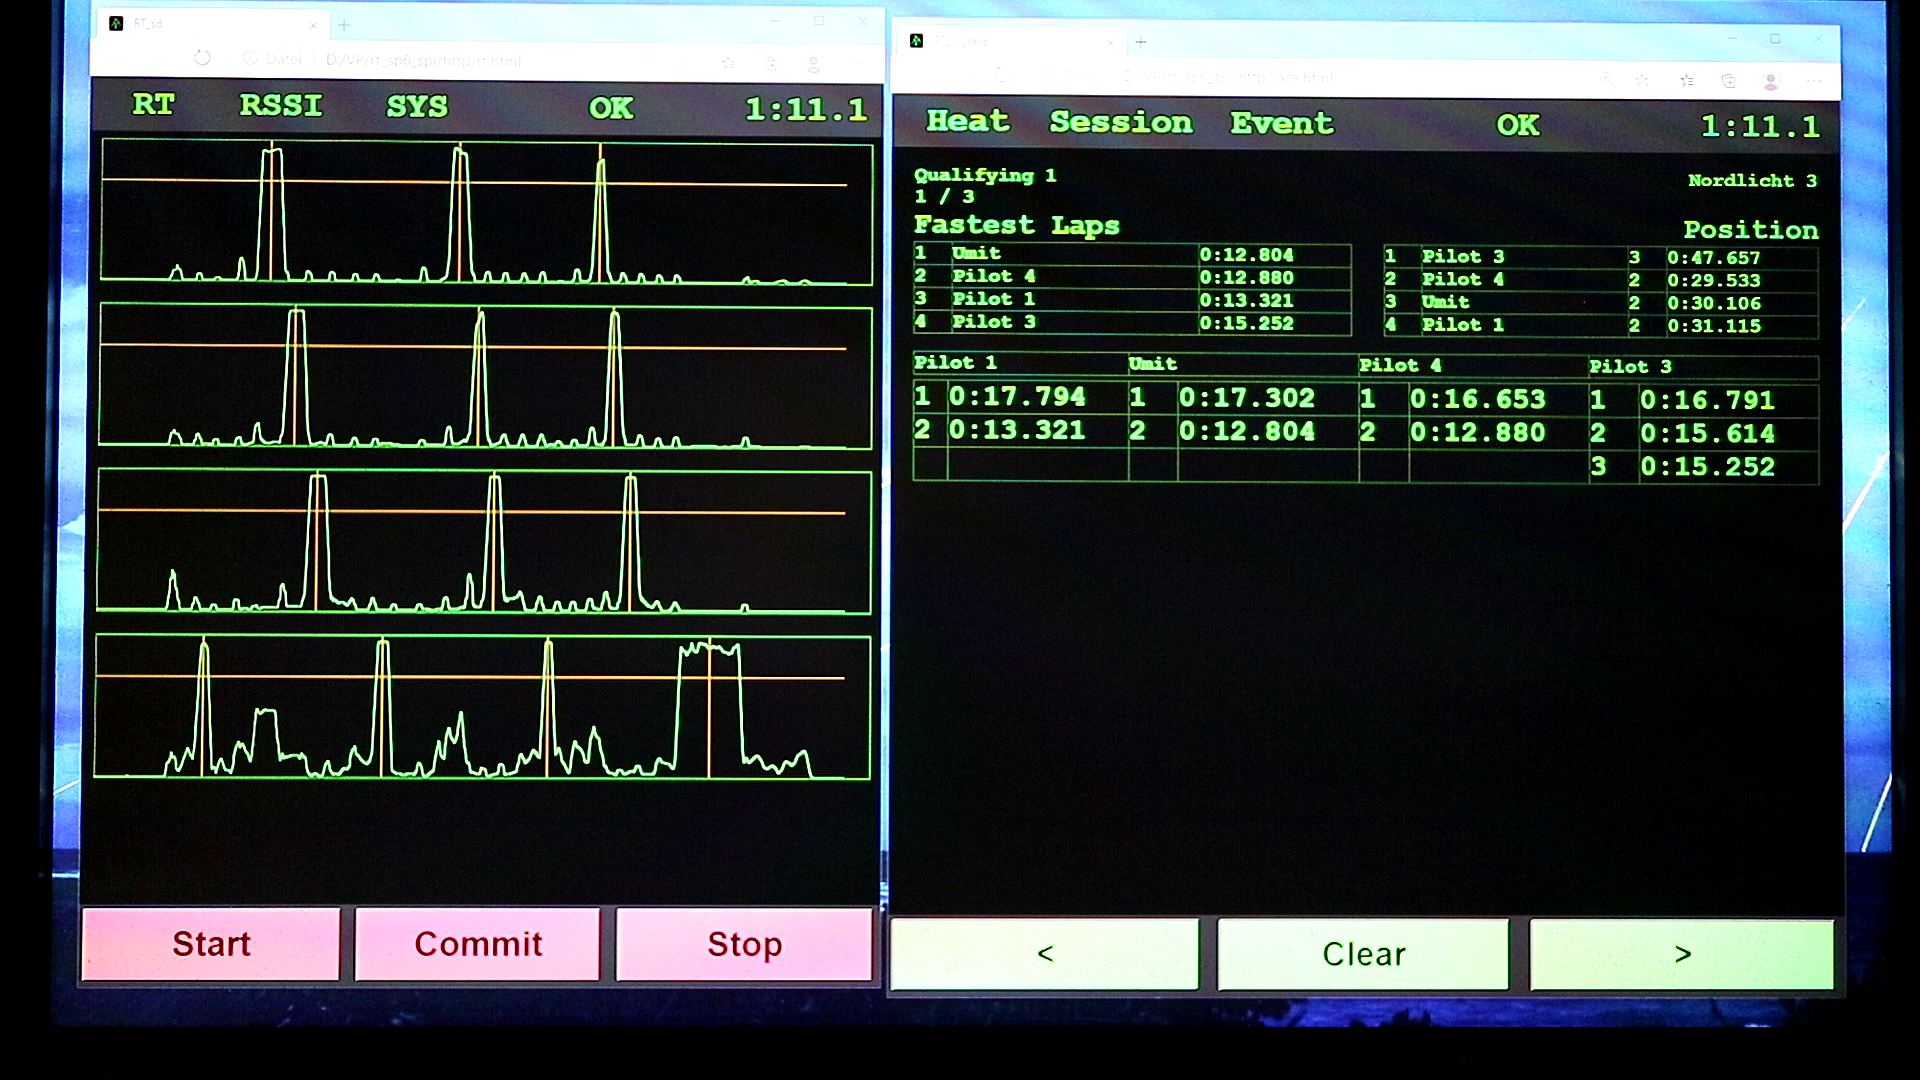 RT_sd
Datei D:/VP/rt_sp6_spi/http/rt.html
RT RSSI SYS OK 1:11.1
Start Commit Stop
Heat Session Event OK 1:11.1
Qualifying 1 Nordlicht 3
1 / 3
Fastest Laps Position
1 Umit 0:12.804 1 Pilot 3 3 0:47.657
2 Pilot 4 0:12.880 2 Pilot 4 2 0:29.533
3 Pilot 1 0:13.321 3 Umit 2 0:30.106
4 Pilot 3 0:15.252 4 Pilot 1 2 0:31.115
Pilot 1 Umit Pilot 4 Pilot 3
1 0:17.794 1 0:17.302 1 0:16.653 1 0:16.791
2 0:13.321 2 0:12.804 2 0:12.880 2 0:15.614
3 0:15.252
< Clear >